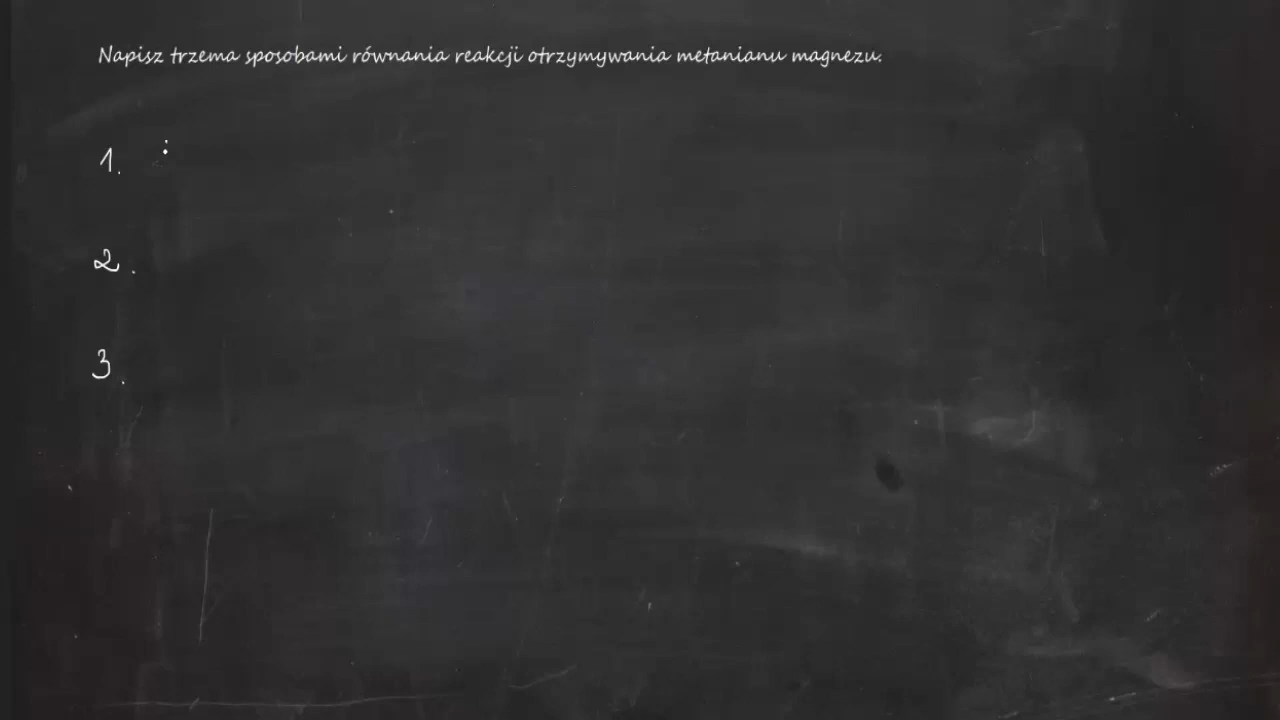 Napisz trzema sposobami równania reakcji otrzymywania metanianu magnezu.
1. :
2.
3.